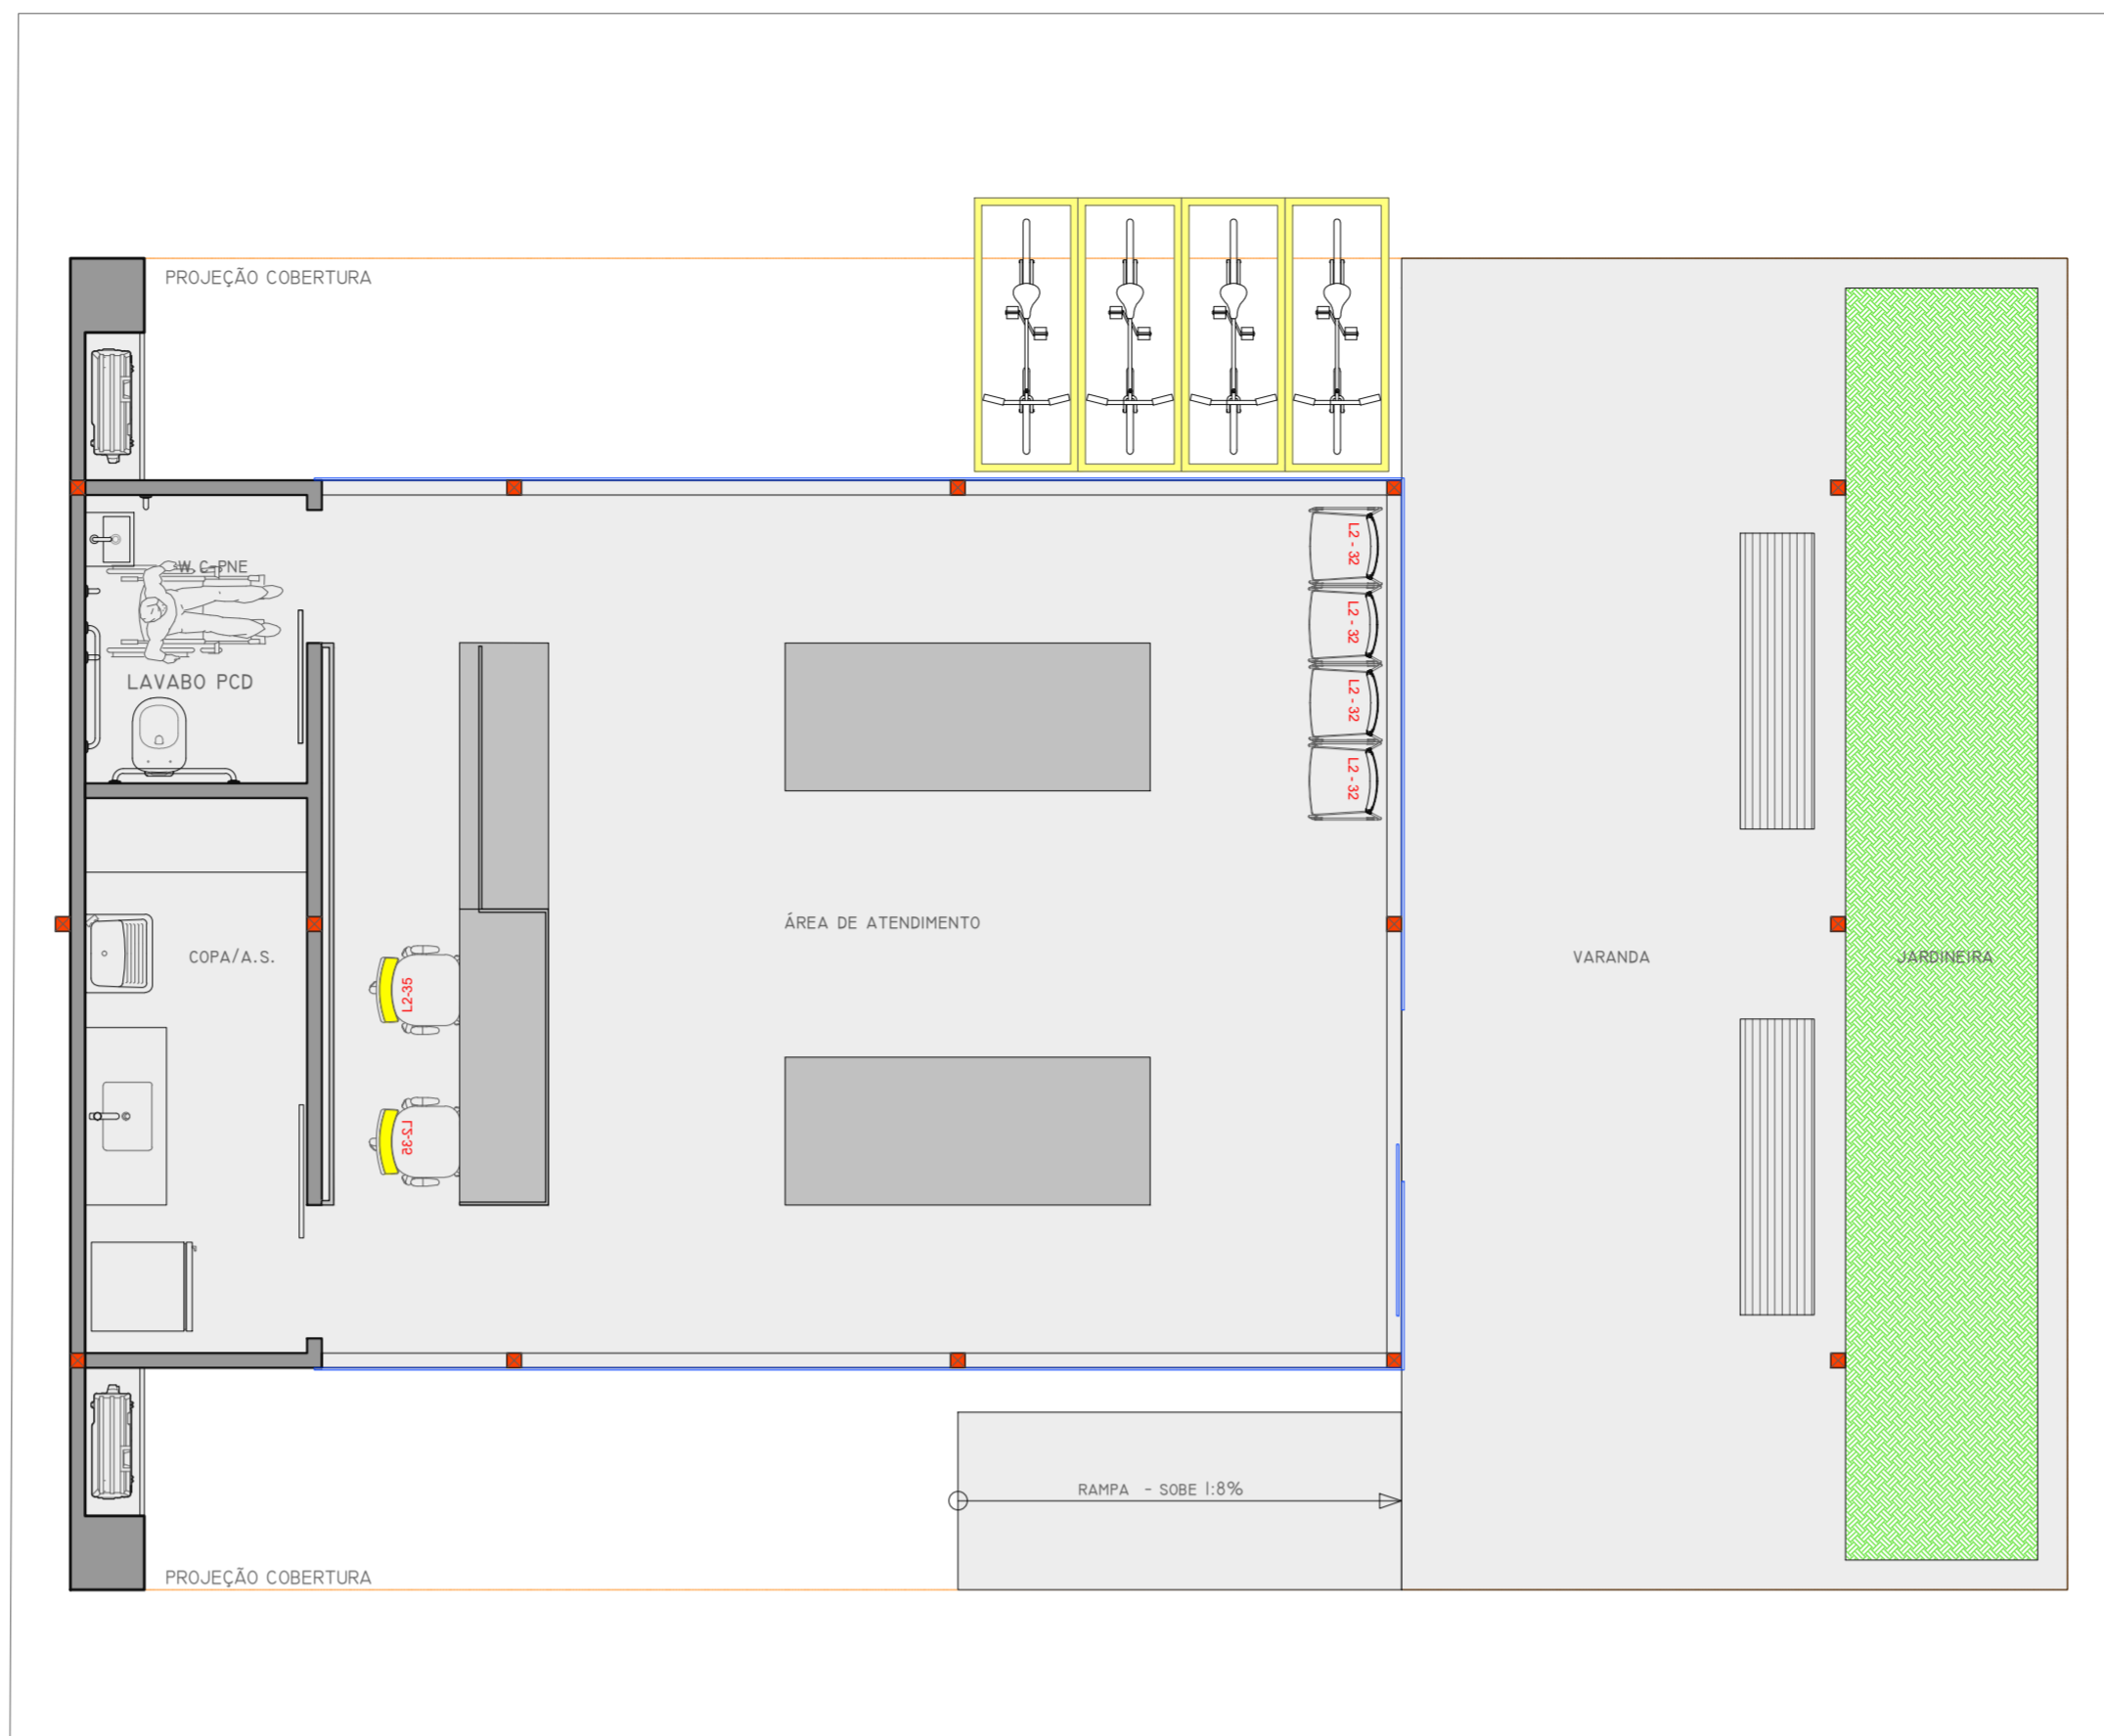 PROJEÇÃO COBERTURA
L2 - 32
W.C-PNE
L2 - 32
LAVABO PCD
L2 - 32
L2 - 32
ÁREA DE ATENDIMENTO
COPA/A.S.
VARANDA
JARDINEIRA
L2-35
L2-35
RAMPA - SOBE 1:8%
PROJEÇÃO COBERTURA